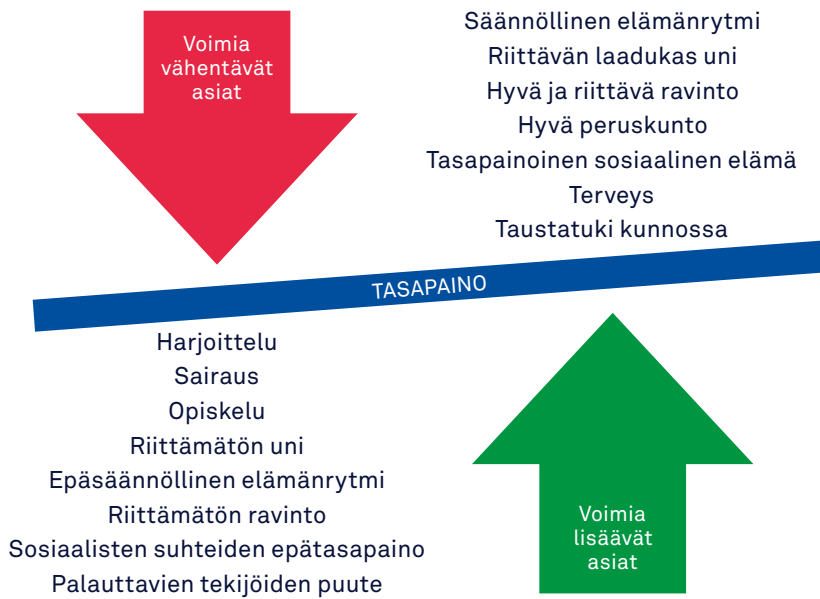 Voimia
vähentävät
asiat
Säännöllinen elämänrytmi
Riittävän laadukas uni
Hyvä ja riittävä ravinto
Hyvä peruskunto
Tasapainoinen sosiaalinen elämä
Terveys
Taustatuki kunnossa
TASAPAINO
Harjoittelu
Sairaus
Opiskelu
Riittämätön uni
Epäsäännöllinen elämänrytmi
Riittämätön ravinto
Sosiaalisten suhteiden epätasapaino
Palauttavien tekijöiden puute
Voimia
lisäävät
asiat